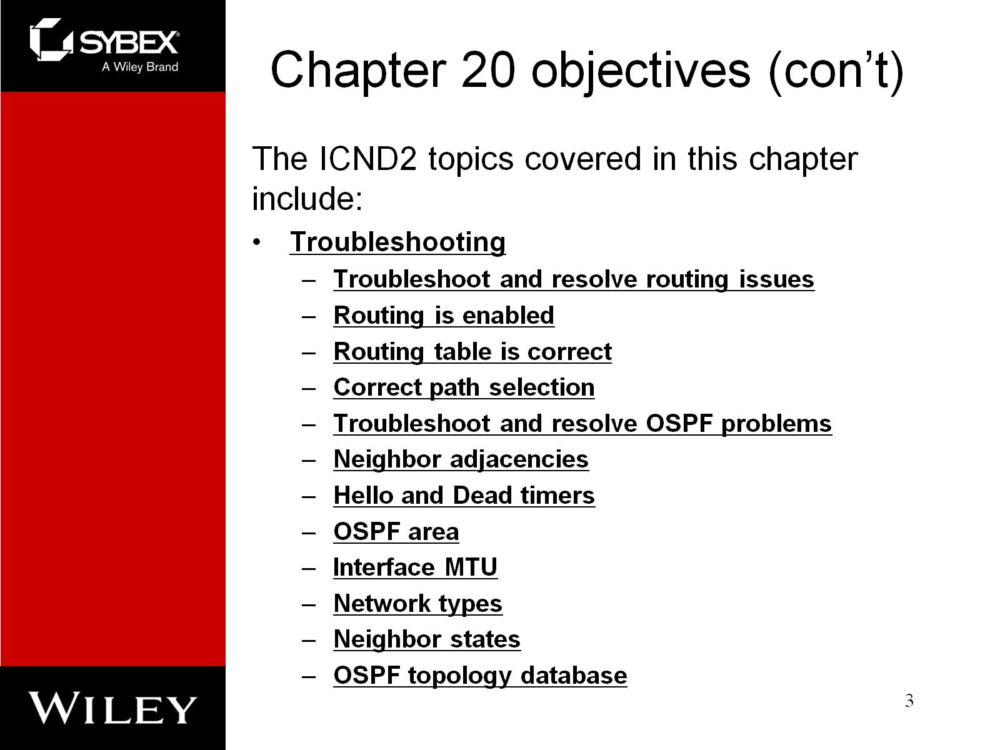 SYBEX®
A Wiley Brand
Chapter 20 objectives (con’t)
The ICND2 topics covered in this chapter
include:
• Troubleshooting
– Troubleshoot and resolve routing issues
– Routing is enabled
– Routing table is correct
– Correct path selection
– Troubleshoot and resolve OSPF problems
– Neighbor adjacencies
– Hello and Dead timers
– OSPF area
– Interface MTU
– Network types
– Neighbor states
– OSPF topology database
WILEY
3